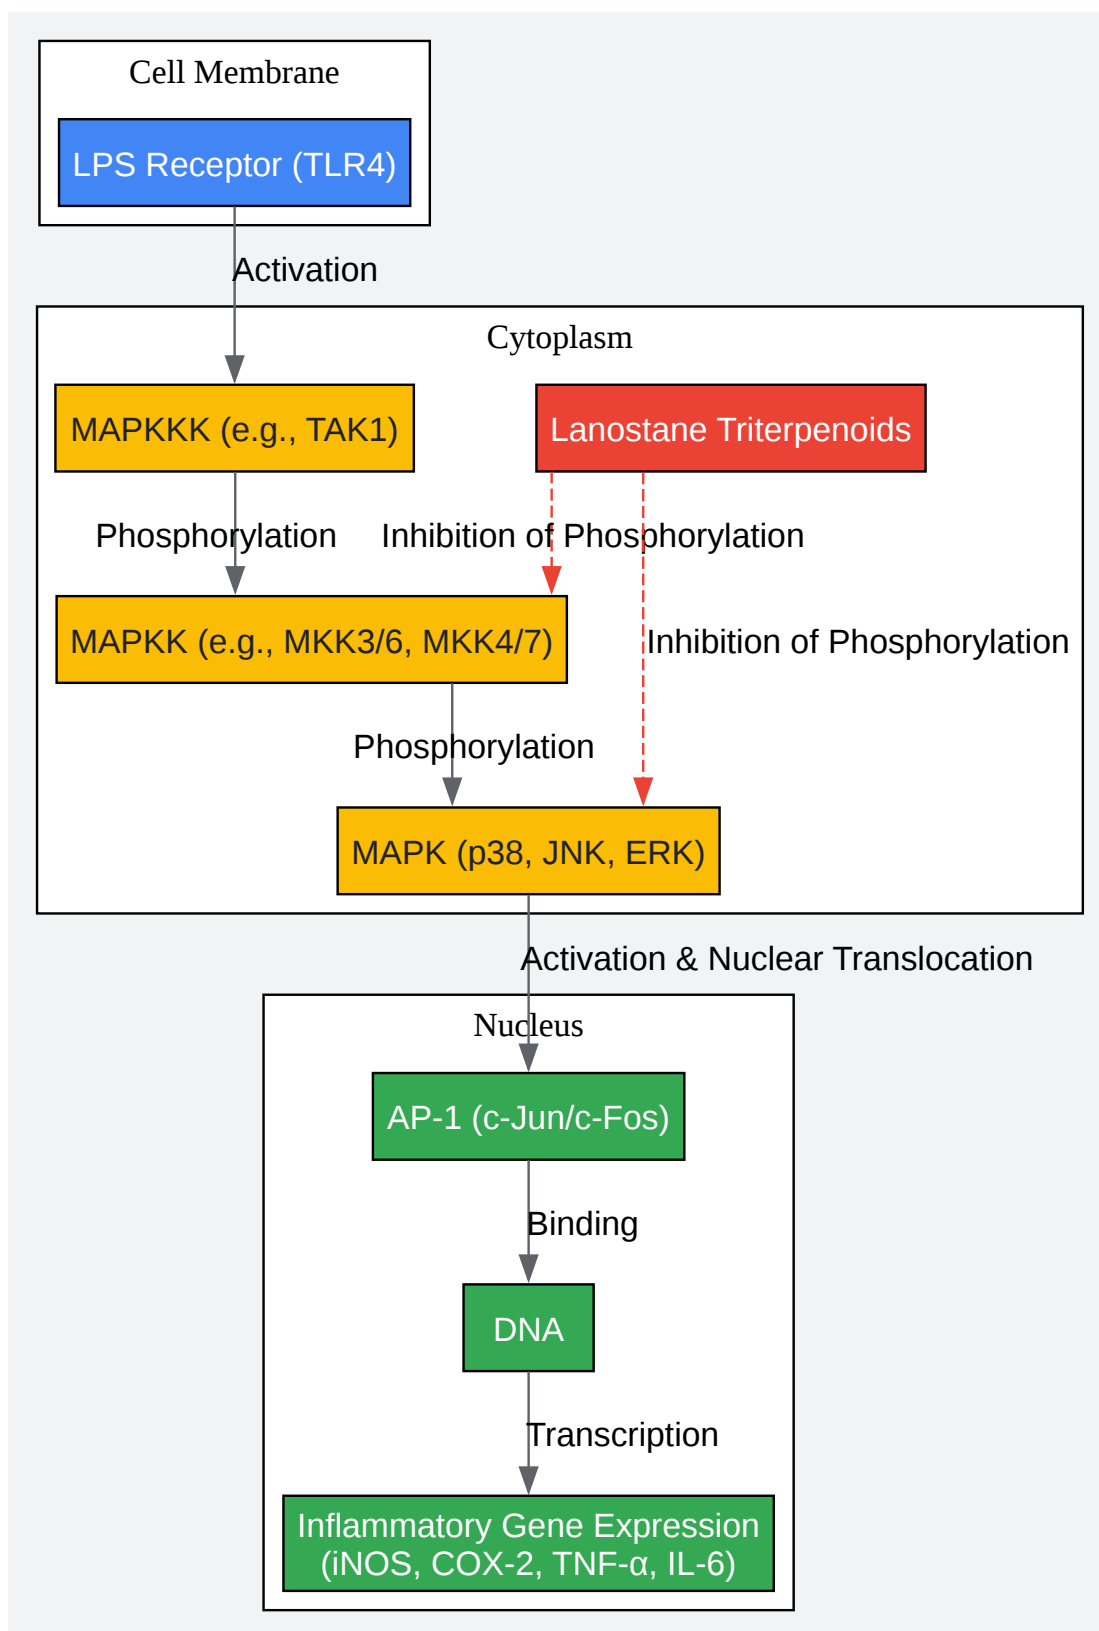 Cell Membrane
LPS Receptor (TLR4)
Activation
Cytoplasm
MAPKKK (e.g., TAK1)
Lanostane Triterpenoids
Phosphorylation
Inhibition of Phosphorylation
MAPKK (e.g., MKK3/6, MKK4/7)
Inhibition of Phosphorylation
Phosphorylation
MAPK (p38, JNK, ERK)
Activation & Nuclear Translocation
Nucleus
AP-1 (c-Jun/c-Fos)
Binding
DNA
Transcription
Inflammatory Gene Expression
(iNOS, COX-2, TNF-α, IL-6)